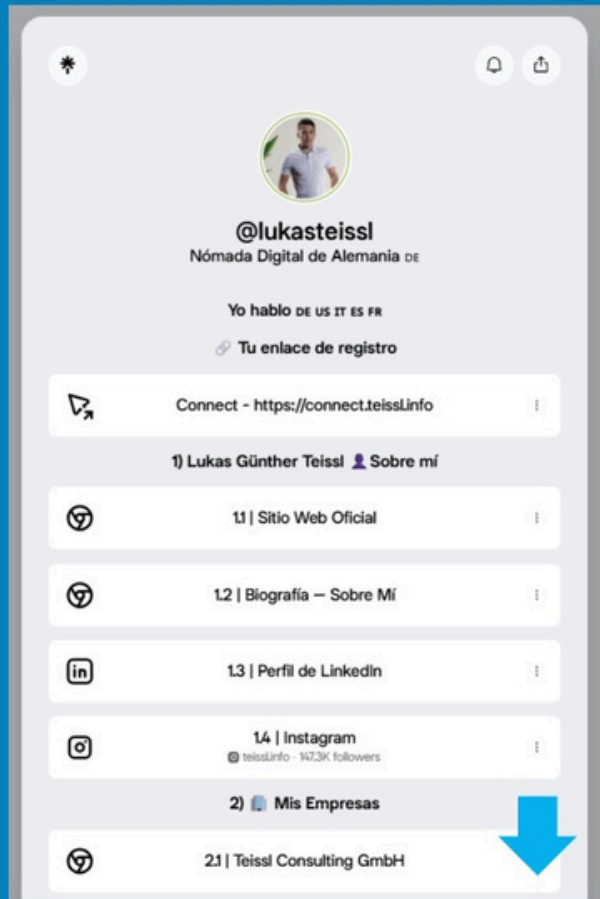 @lukasteissl
Nómada Digital de Alemania DE
Yo hablo DE US IT ES FR
Tu enlace de registro
Connect - https://connect.teissl.info
1) Lukas Günther Teissl 👤Sobre mí
1.1 | Sitio Web Oficial
1.2 | Biografía — Sobre Mí
in
1.3 | Perfil de LinkedIn
1.4 | Instagram
teissl.info · 147.3K followers
2) Mis Empresas
2.1 | Teissl Consulting GmbH